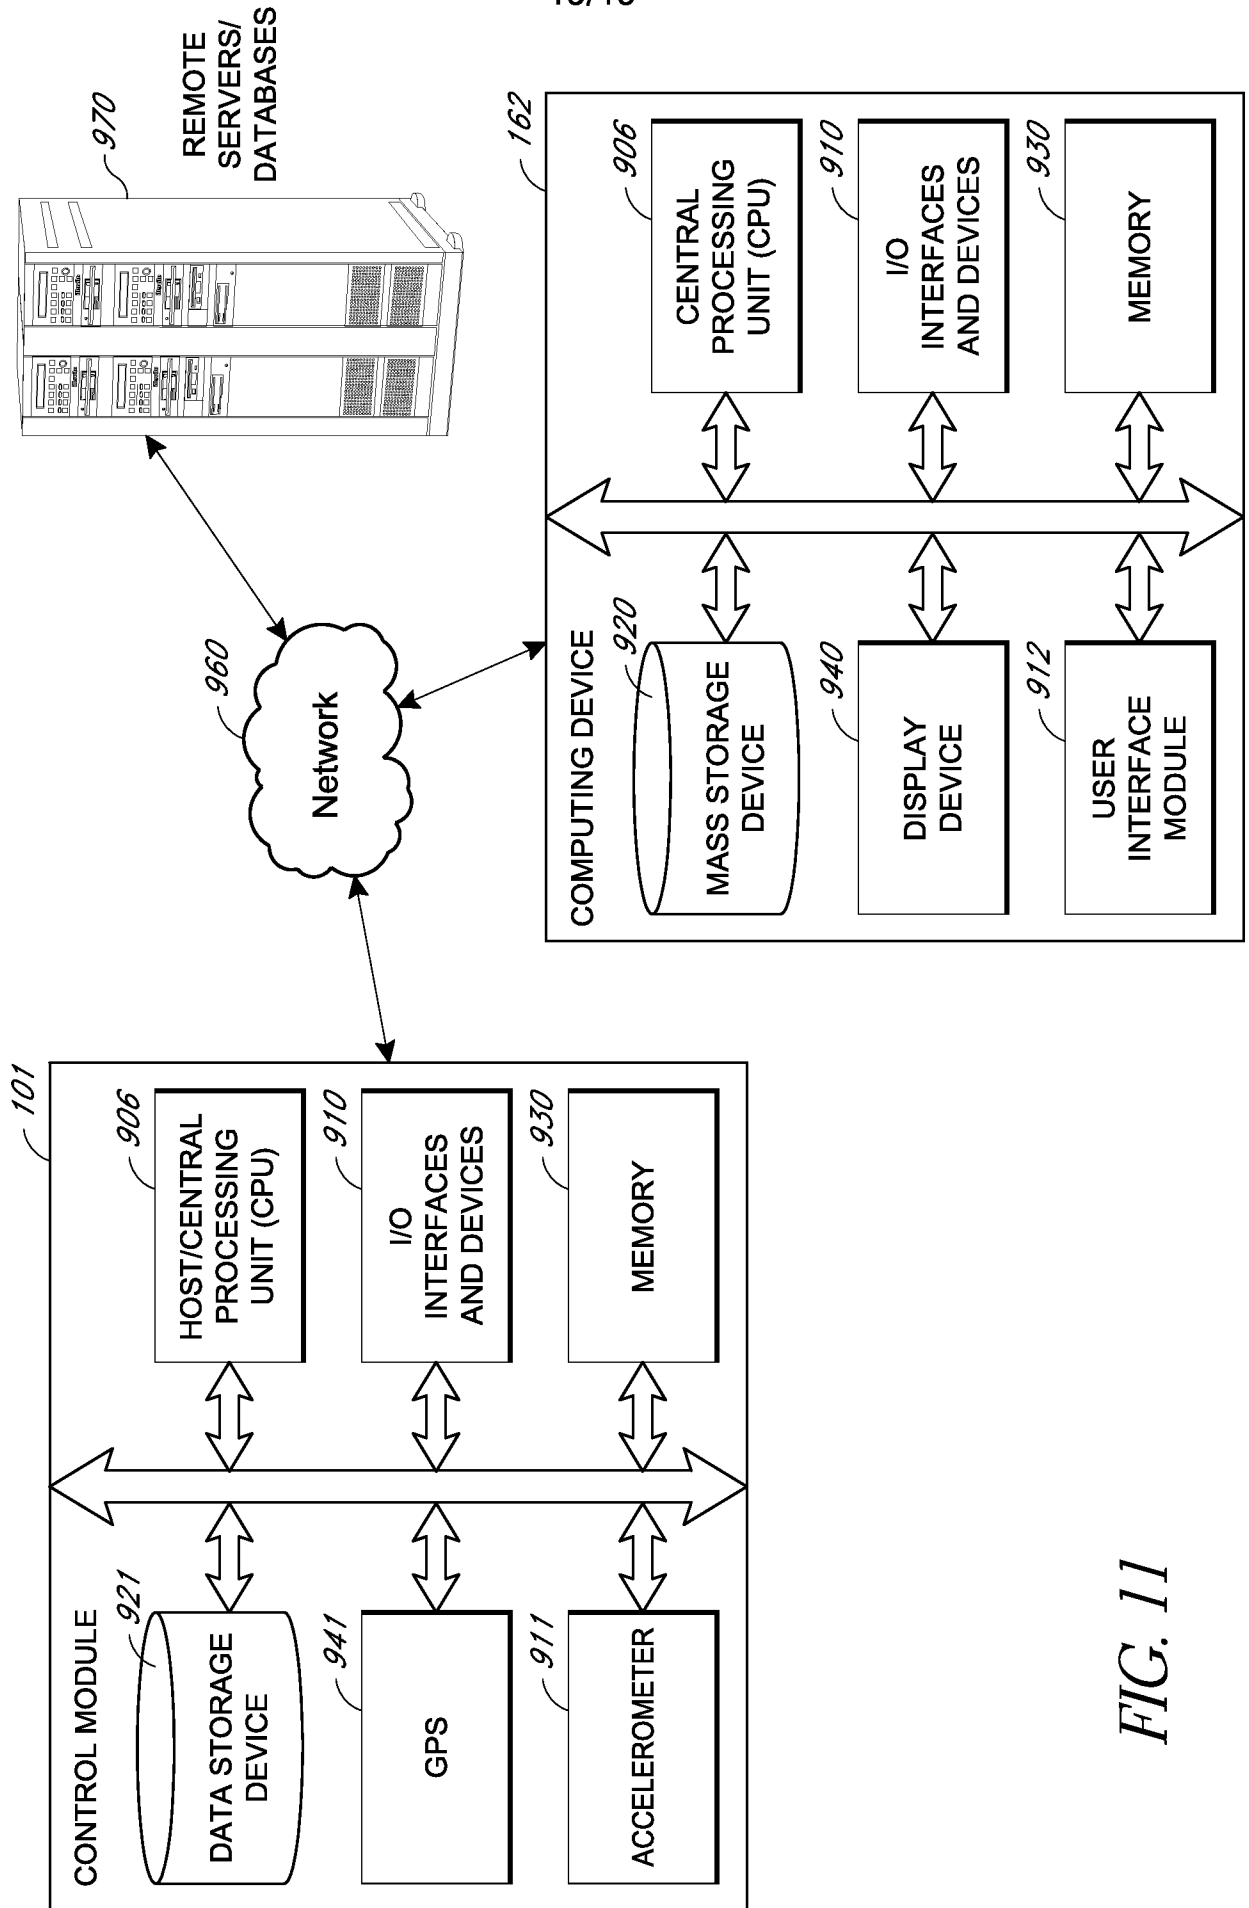 REMOTE
SERVERS/
DATABASES
970
960
Network
101
CONTROL MODULE
921
DATA STORAGE
DEVICE
906
HOST/CENTRAL
PROCESSING
UNIT (CPU)
941
GPS
910
I/O
INTERFACES
AND DEVICES
911
ACCELEROMETER
930
MEMORY
162
COMPUTING DEVICE
920
MASS STORAGE
DEVICE
906
CENTRAL
PROCESSING
UNIT (CPU)
940
DISPLAY
DEVICE
910
I/O
INTERFACES
AND DEVICES
912
USER
INTERFACE
MODULE
930
MEMORY
FIG. 11